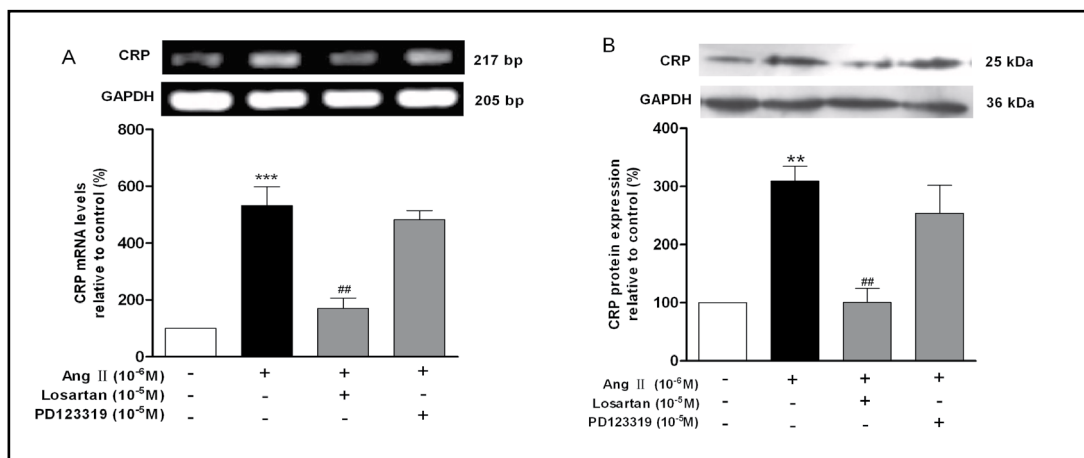 A
CRP
217 bp
GAPDH
205 bp
CRP mRNA levels
relative to control (%)
800
600
400
200
0
***
##
Ang Ⅱ (10⁻⁶M) - + + +
Losartan (10⁻⁵M) - - + -
PD123319 (10⁻⁵M) - - - +
B
CRP
25 kDa
GAPDH
36 kDa
CRP protein expression
relative to control (%)
400
300
200
100
0
**
##
Ang Ⅱ (10⁻⁶M) - + + +
Losartan (10⁻⁵M) - - + -
PD123319 (10⁻⁵M) - - - +